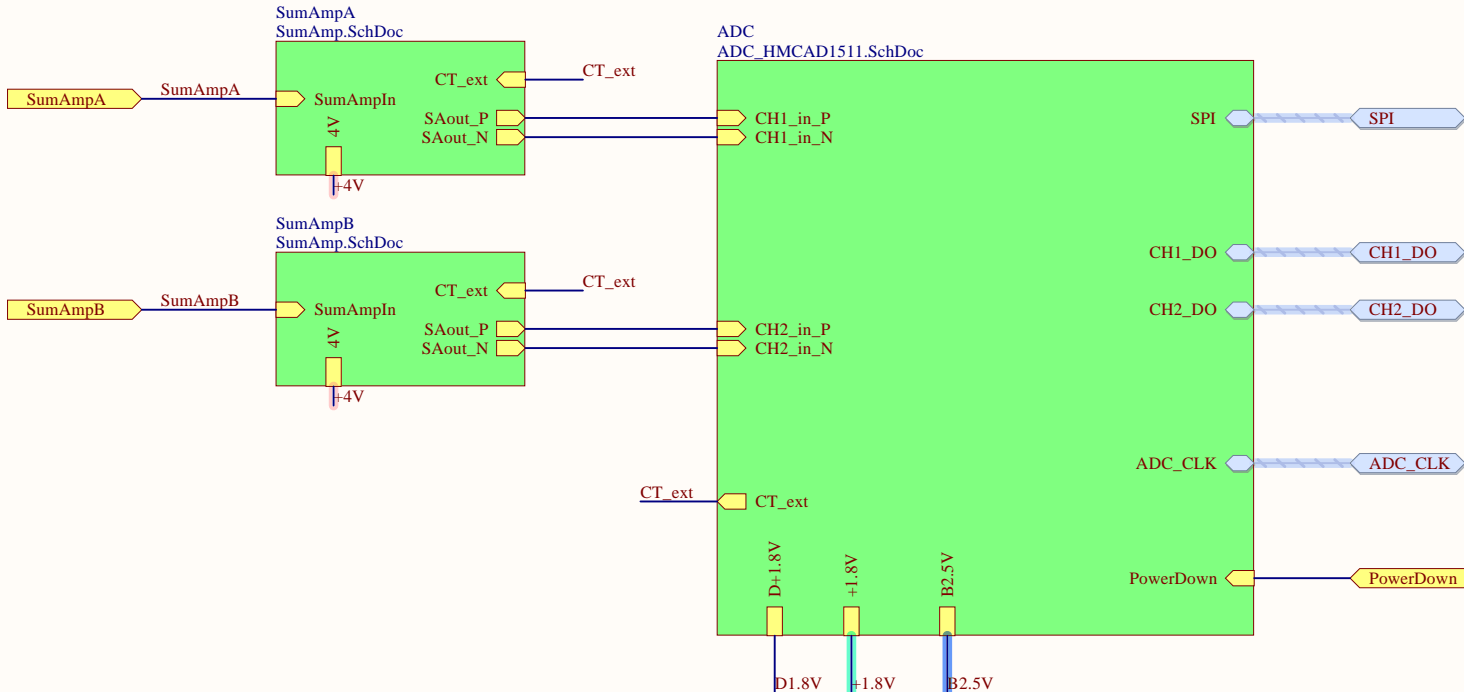 SumAmpA
SumAmp.SchDoc
SumAmpA
SumAmpA
SumAmpIn
4V
+4V
CT_ext
CT_ext
SAout_P
SAout_N
SumAmpB
SumAmp.SchDoc
SumAmpB
SumAmpB
SumAmpIn
4V
+4V
CT_ext
CT_ext
SAout_P
SAout_N
ADC
ADC_HMCAD1511.SchDoc
CH1_in_P
CH1_in_N
CH2_in_P
CH2_in_N
CT_ext
CT_ext
D+1.8V
+1.8V
B2.5V
D1.8V
+1.8V
B2.5V
SPI
SPI
CH1_DO
CH1_DO
CH2_DO
CH2_DO
ADC_CLK
ADC_CLK
PowerDown
PowerDown